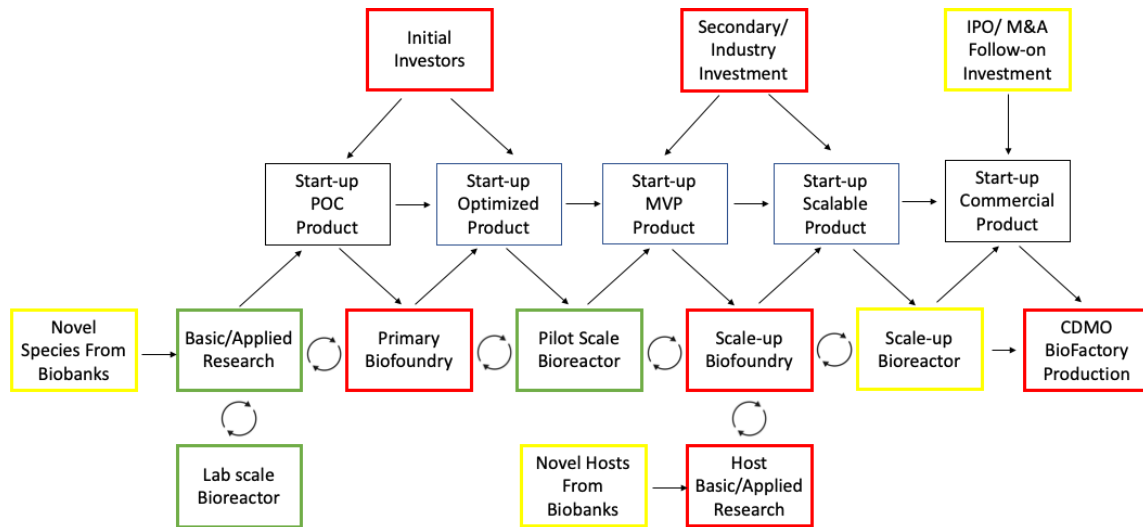 Initial
Investors
Secondary/
Industry
Investment
IPO/ M&A
Follow-on
Investment
Start-up
POC
Product
Start-up
Optimized
Product
Start-up
MVP
Product
Start-up
Scalable
Product
Start-up
Commercial
Product
Novel
Species From
Biobanks
Basic/Applied
Research
Primary
Biofoundry
Pilot Scale
Bioreactor
Scale-up
Biofoundry
Scale-up
Bioreactor
CDMO
BioFactory
Production
Lab scale
Bioreactor
Novel Hosts
From
Biobanks
Host
Basic/Applied
Research